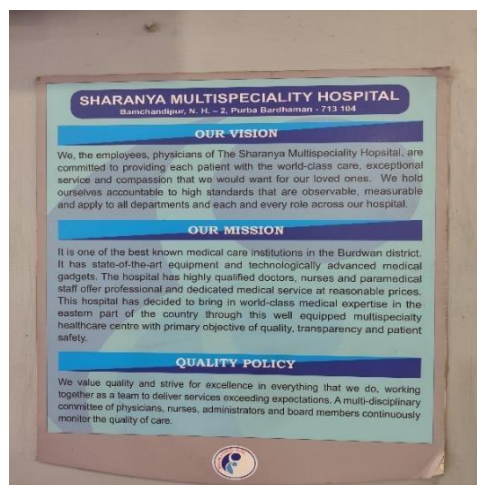 SHARANYA MULTISPECIALITY HOSPITAL
Bamchandipur, N. H. – 2, Purba Bardhaman - 713 104
OUR VISION
We, the employees, physicians of The Sharanya Multispeciality Hopsital, are
committed to providing each patient with the world-class care, exceptional
service and compassion that we would want for our loved ones. We hold
ourselves accountable to high standards that are observable, measurable
and apply to all departments and each and every role across our hospital.
OUR MISSION
It is one of the best known medical care institutions in the Burdwan district.
It has state-of-the-art equipment and technologically advanced medical
gadgets. The hospital has highly qualified doctors, nurses and paramedical
staff offer professional and dedicated medical service at reasonable prices.
This hospital has decided to bring in world-class medical expertise in the
eastern part of the country through this well equipped multispecialty
healthcare centre with primary objective of quality, transparency and patient
safety.
QUALITY POLICY
We value quality and strive for excellence in everything that we do, working
together as a team to deliver services exceeding expectations. A multi-disciplinary
committee of physicians, nurses, administrators and board members continuously
monitor the quality of care.